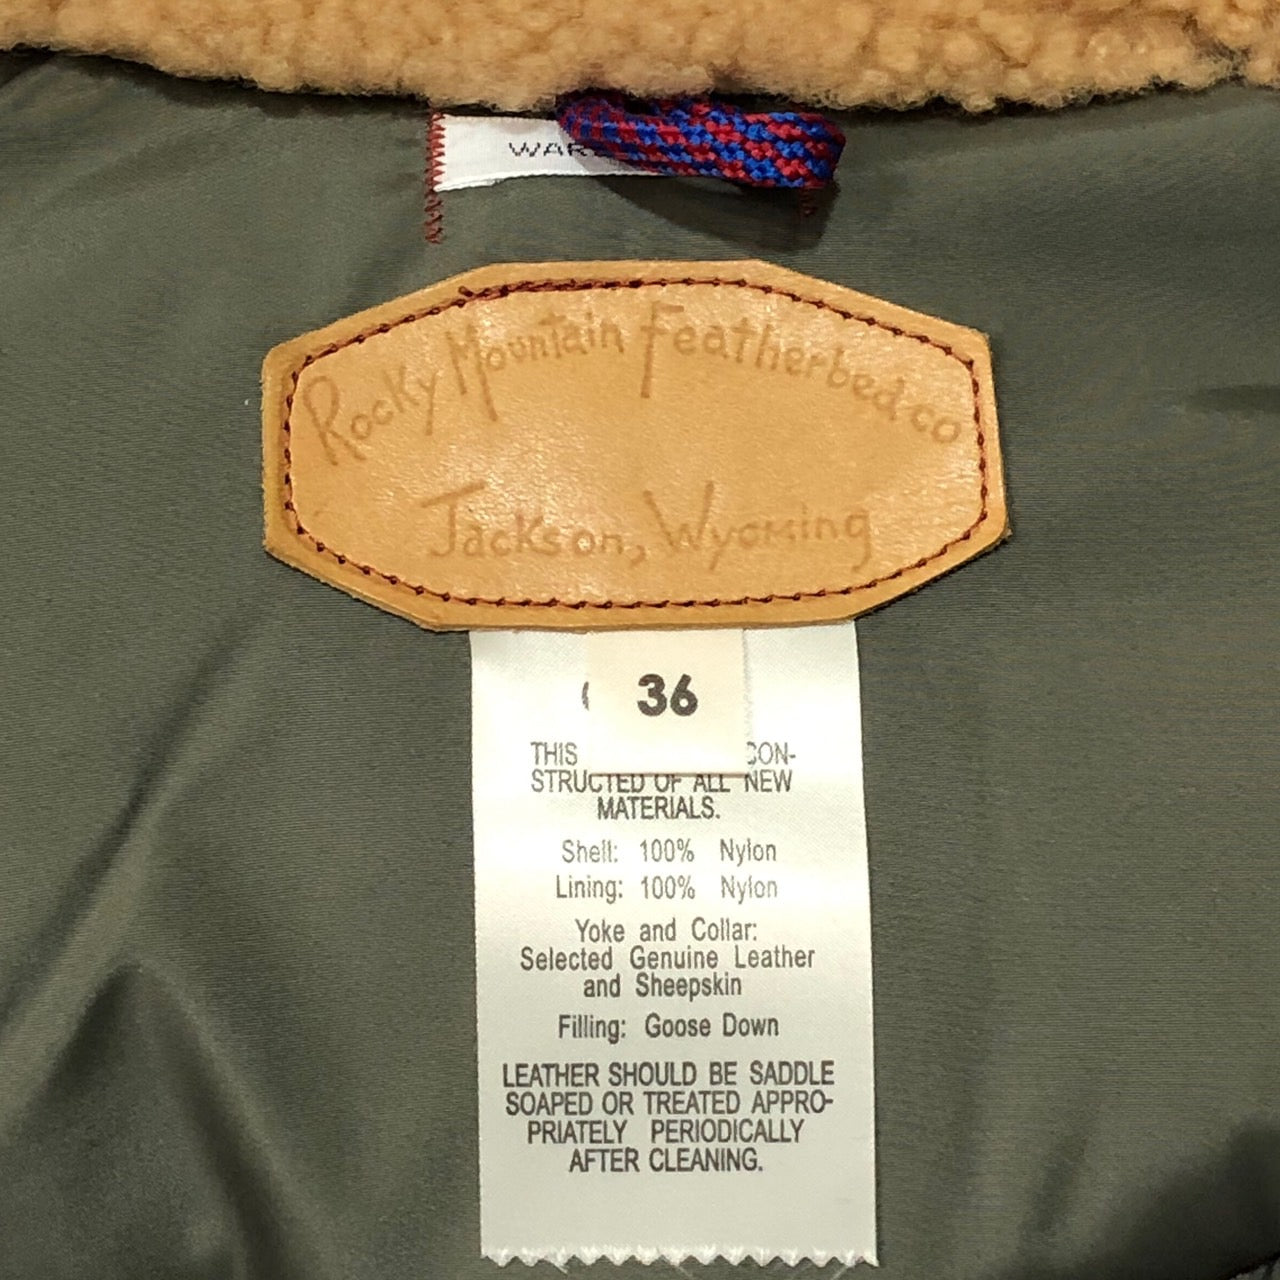 Rocky Mountain Featherbed co
Jackson, Wyoming
36
THIS CON-
STRUCTED OF ALL NEW
MATERIALS.
Shell: 100% Nylon
Lining: 100% Nylon
Yoke and Collar:
Selected Genuine Leather
and Sheepskin
Filling: Goose Down
LEATHER SHOULD BE SADDLE
SOAPED OR TREATED APPRO-
PRIATELY PERIODICALLY
AFTER CLEANING.